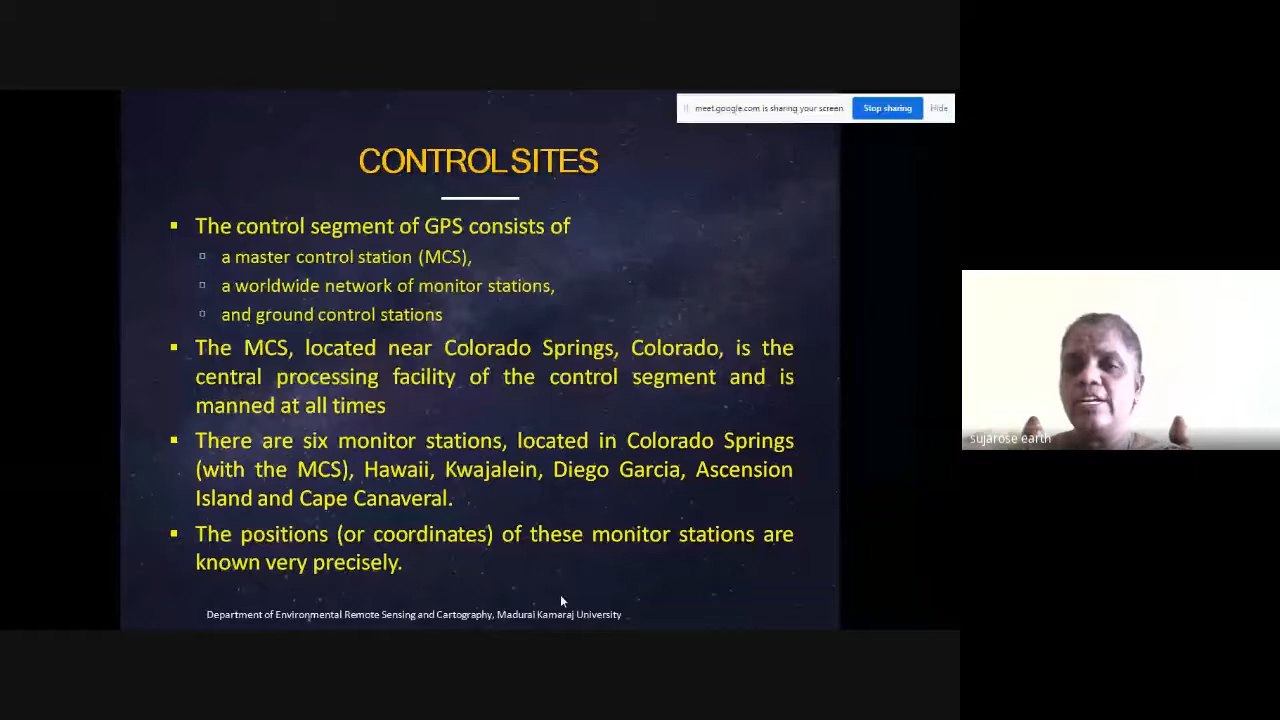 meet.google.com is sharing your screen.
Stop sharing
Hide
CONTROL SITES
The control segment of GPS consists of
a master control station (MCS),
a worldwide network of monitor stations,
and ground control stations
The MCS, located near Colorado Springs, Colorado, is the
central processing facility of the control segment and is
manned at all times
There are six monitor stations, located in Colorado Springs
(with the MCS), Hawaii, Kwajalein, Diego Garcia, Ascension
Island and Cape Canaveral.
The positions (or coordinates) of these monitor stations are
known very precisely.
Department of Environmental Remote Sensing and Cartography, Madurai Kamaraj University
sujarose earth